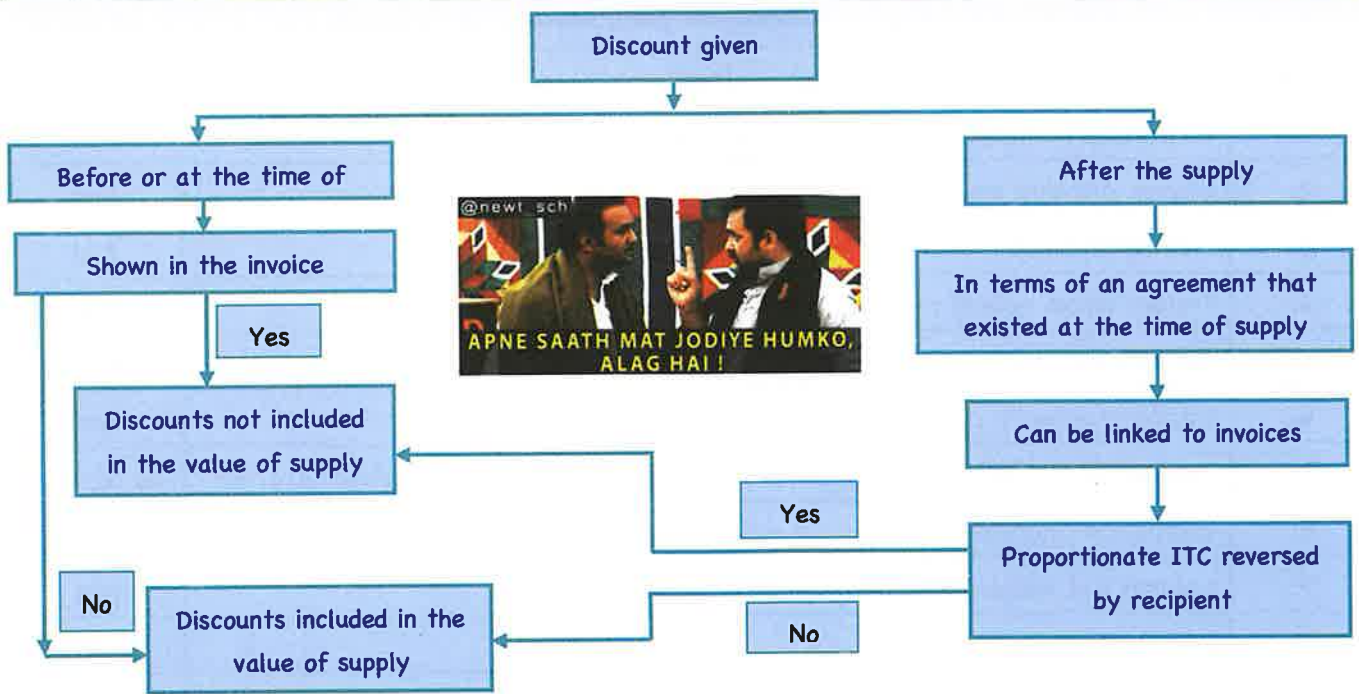 Discount given
Before or at the time of
After the supply
Shown in the invoice
Yes
In terms of an agreement that
existed at the time of supply
@newt_sch
APNE SAATH MAT JODIYE HUMKO,
ALAG HAI !
Discounts not included
in the value of supply
Can be linked to invoices
Yes
Proportionate ITC reversed
by recipient
No
Discounts included in the
value of supply
No